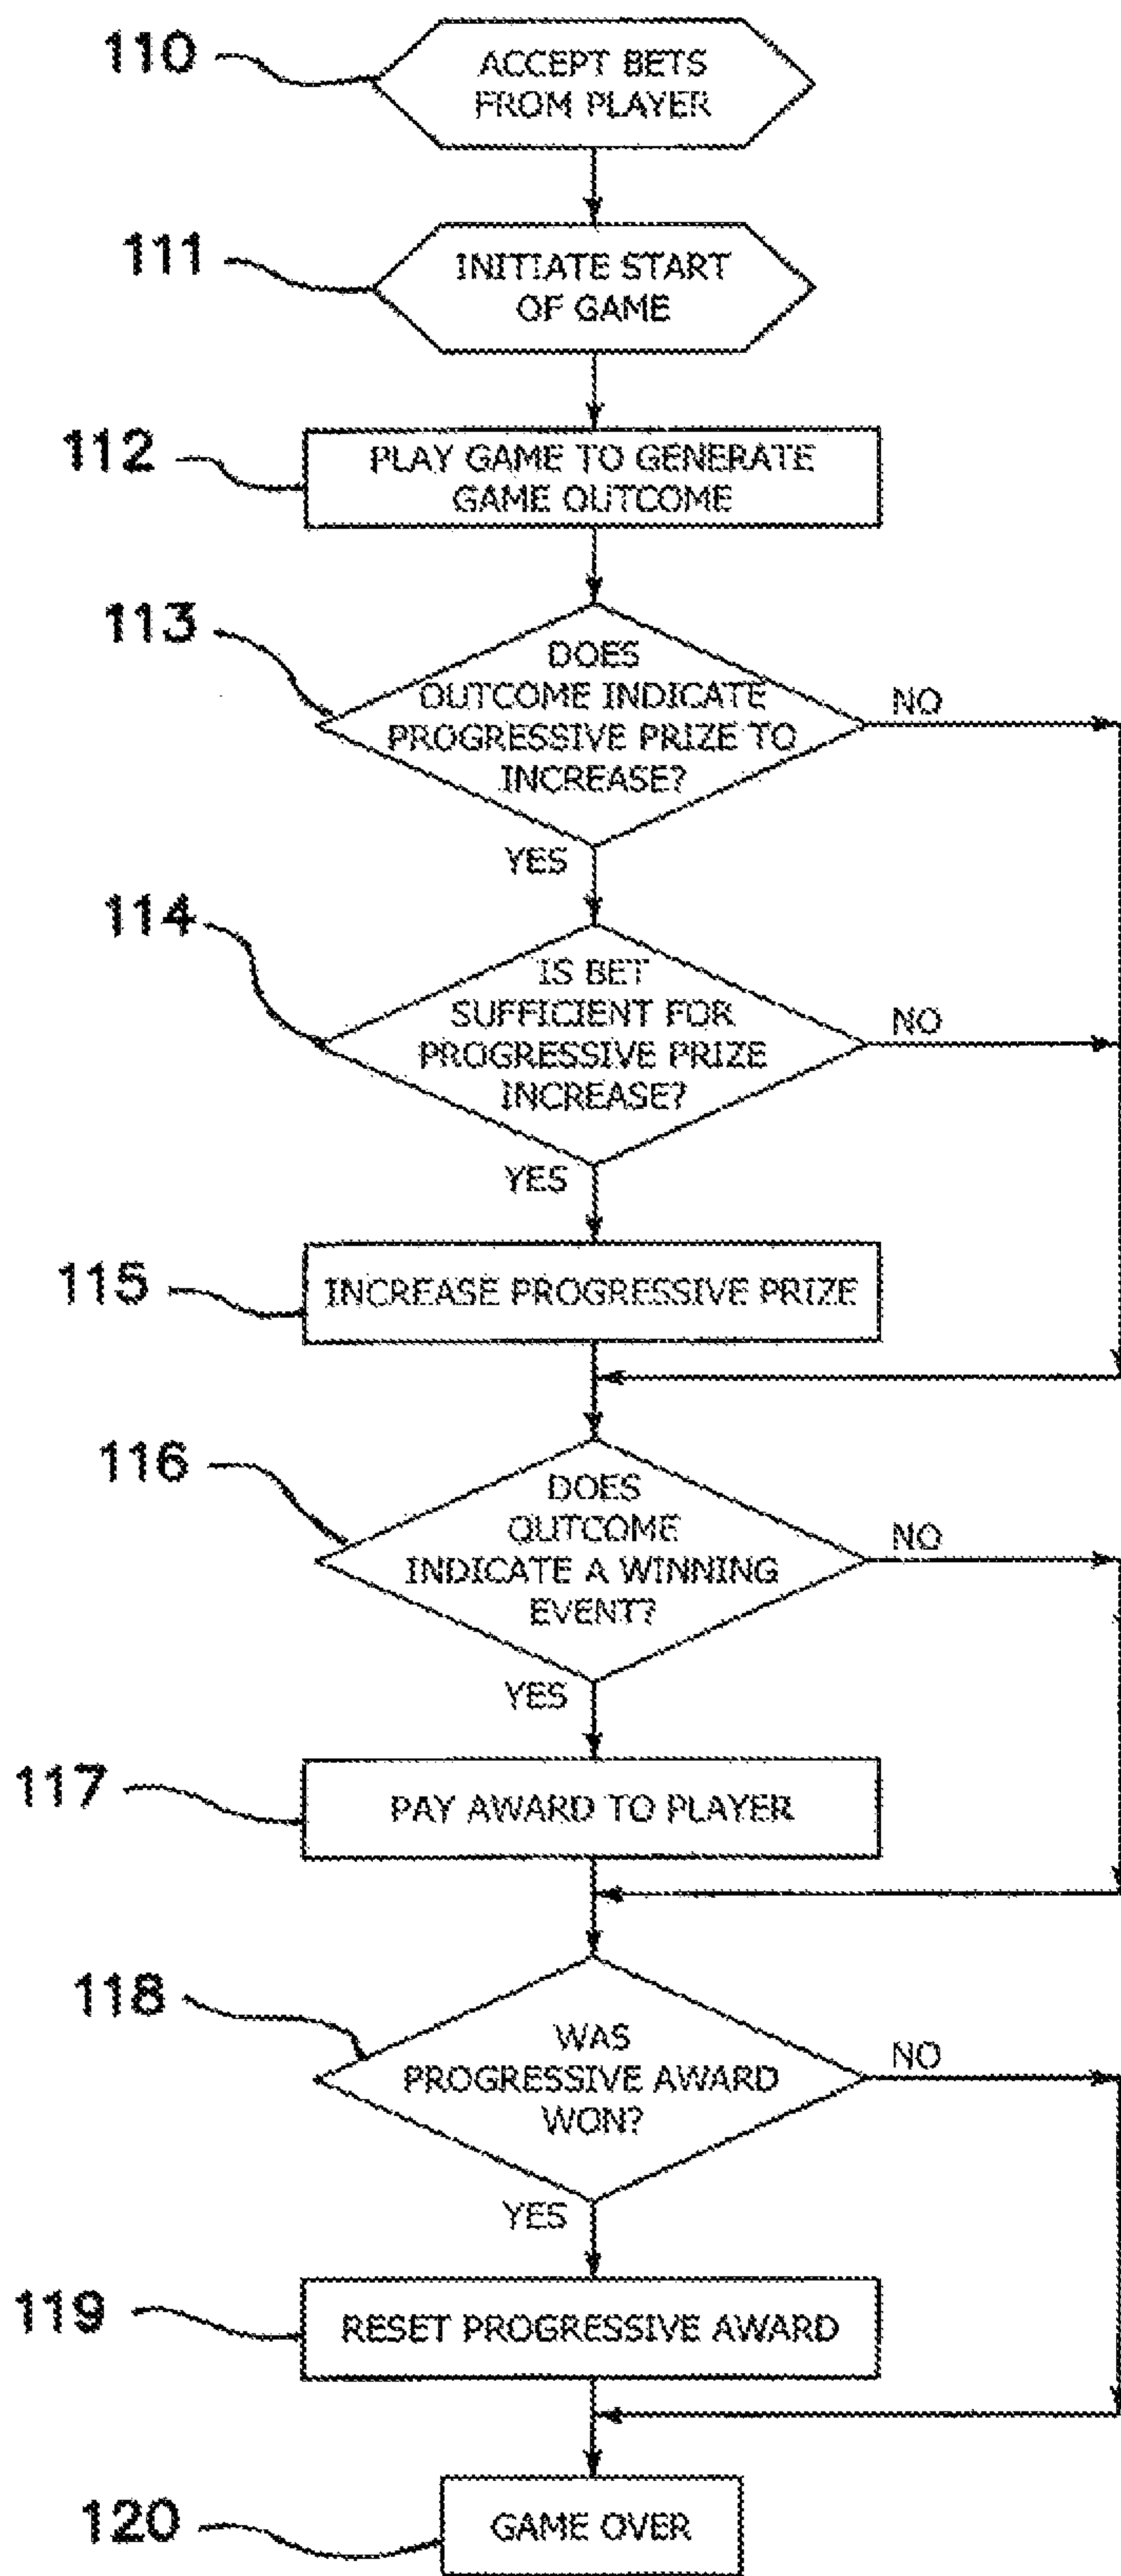 110
ACCEPT BETS
FROM PLAYER
111
INITIATE START
OF GAME
112
PLAY GAME TO GENERATE
GAME OUTCOME
113
DOES
OUTCOME INDICATE
PROGRESSIVE PRIZE TO
INCREASE?
NO
YES
114
IS BET
SUFFICIENT FOR
PROGRESSIVE PRIZE
INCREASE?
NO
YES
115
INCREASE PROGRESSIVE PRIZE
116
DOES
OUTCOME
INDICATE A WINNING
EVENT?
NO
YES
117
PAY AWARD TO PLAYER
118
WAS
PROGRESSIVE AWARD
WON?
NO
YES
119
RESET PROGRESSIVE AWARD
120
GAME OVER